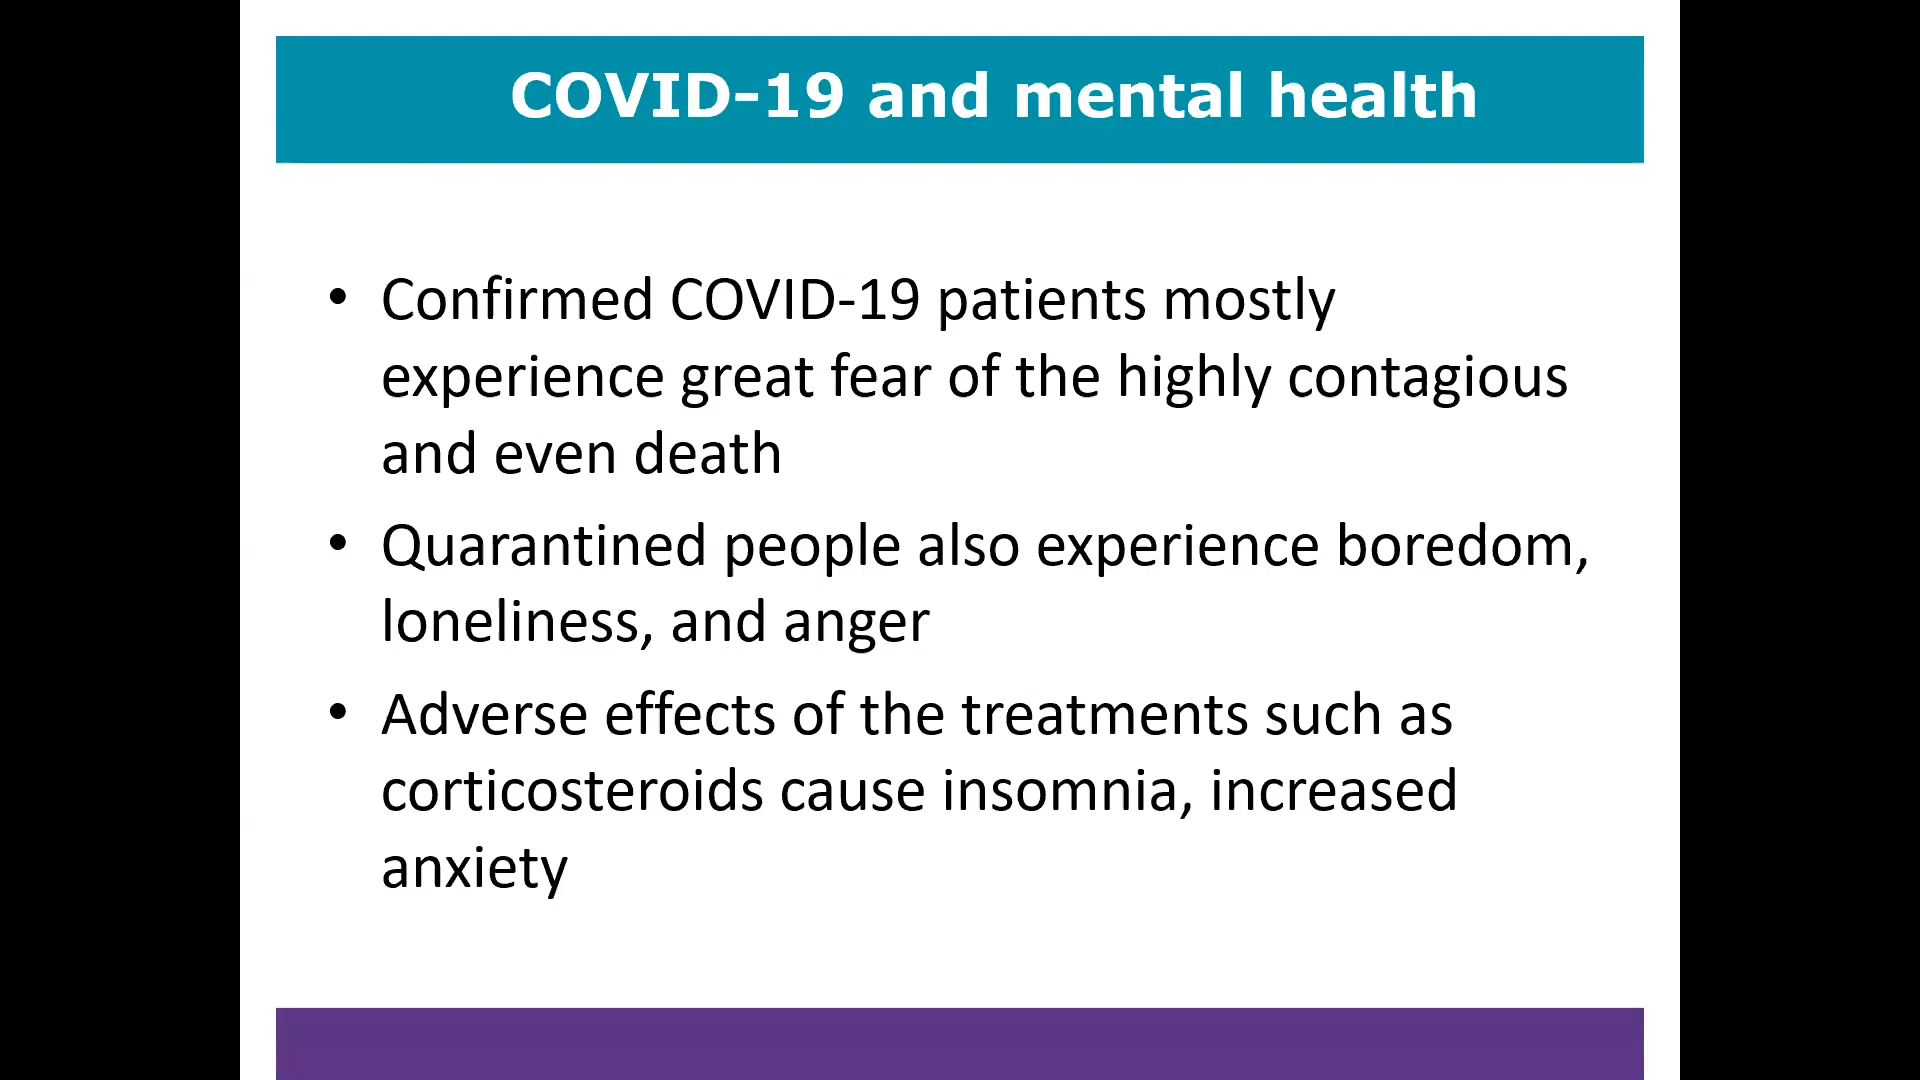 COVID-19 and mental health
• Confirmed COVID-19 patients mostly
experience great fear of the highly contagious
and even death
• Quarantined people also experience boredom,
loneliness, and anger
• Adverse effects of the treatments such as
corticosteroids cause insomnia, increased
anxiety